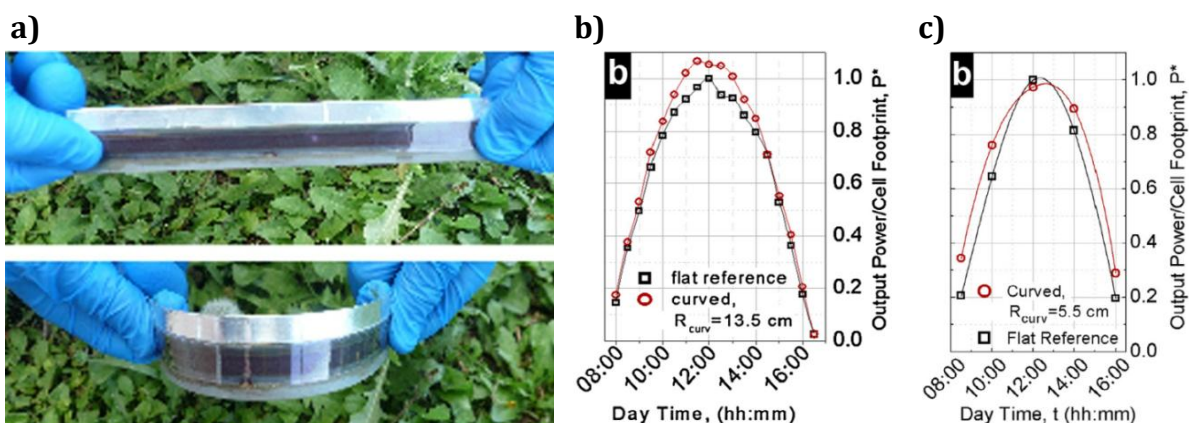 a)
b)
b
1.0
0.8
0.6
0.4
0.2
0.0
Output Power/Cell Footprint, P*
flat reference
curved,
R_curv=13.5 cm
08:00
10:00
12:00
14:00
16:00
Day Time, (hh:mm)
c)
b
1.0
0.8
0.6
0.4
0.2
0.0
Output Power/Cell Footprint, P*
Curved,
R_curv=5.5 cm
Flat Reference
08:00
10:00
12:00
14:00
16:00
Day Time, t (hh:mm)